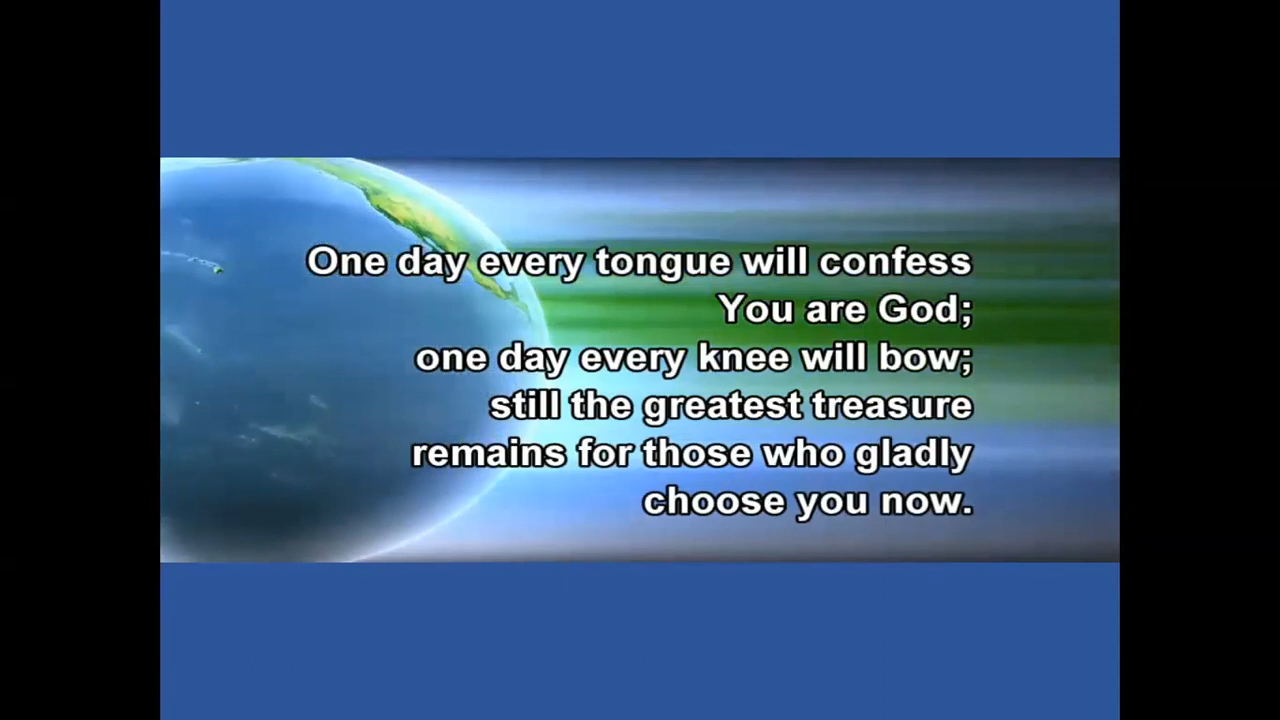 One day every tongue will confess
You are God;
one day every knee will bow;
still the greatest treasure
remains for those who gladly
choose you now.